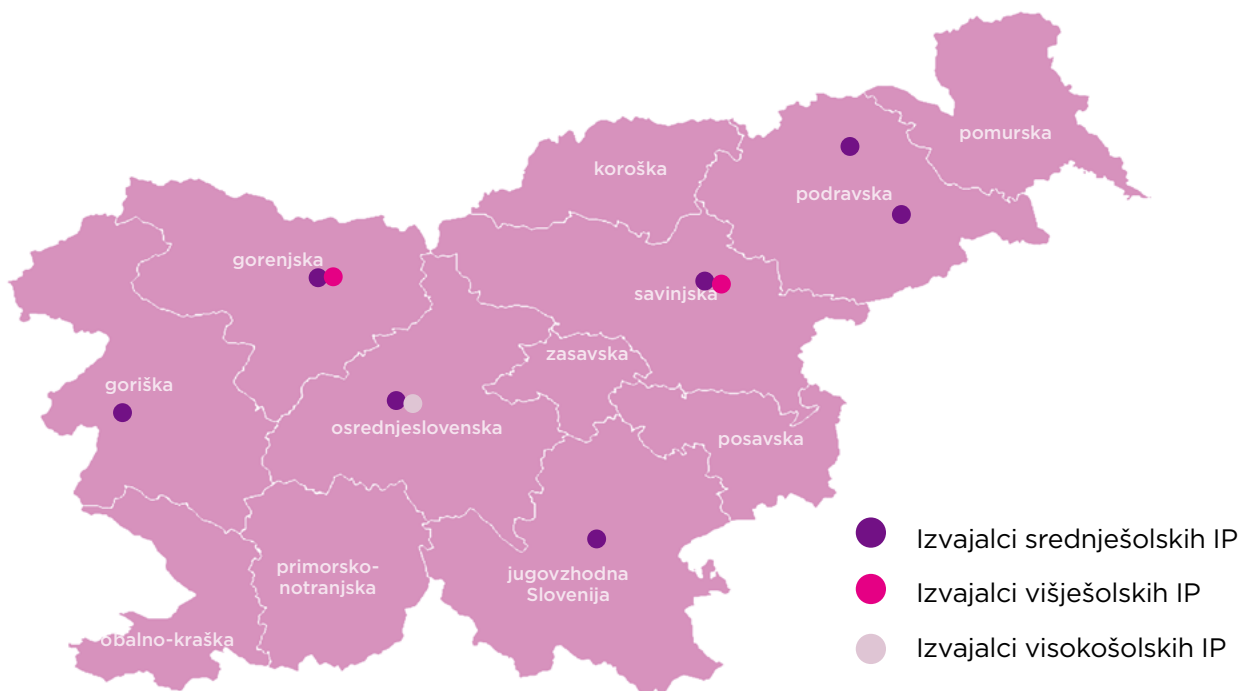 pomurska
koroška
podravska
gorenjska
savinjska
zasavska
goriška
osrednjeslovenska
posavska
primorsko-
notranjska
jugovzhodna
Slovenija
obalno-kraška
Izvajalci srednješolskih IP
Izvajalci višješolskih IP
Izvajalci visokošolskih IP